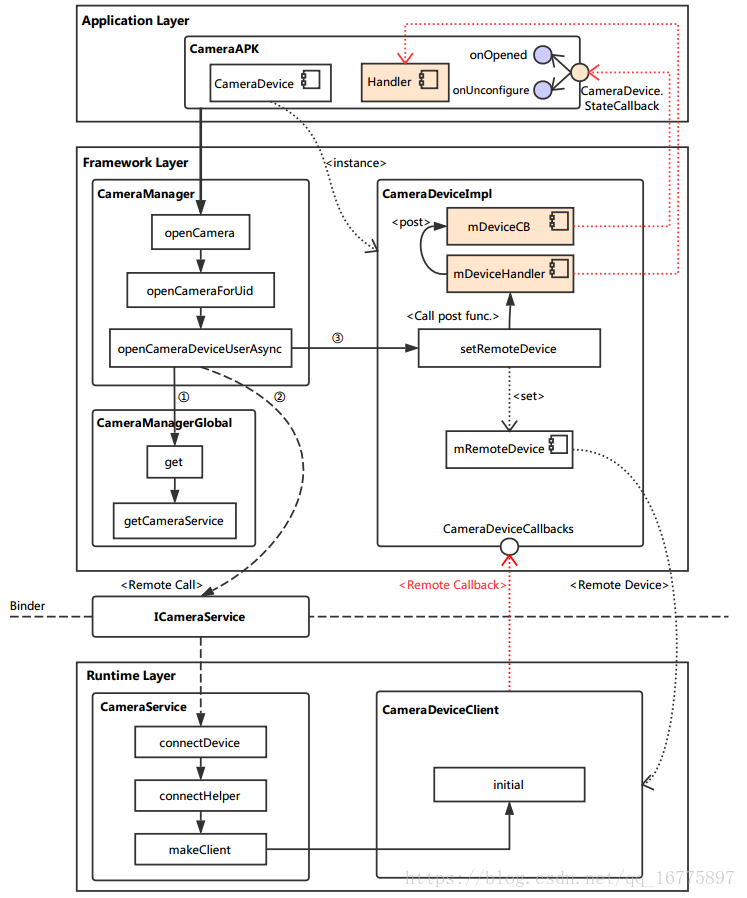 Application Layer
CameraAPK
CameraDevice
Handler
onOpened
onUnconfigure
CameraDevice.
StateCallback
Framework Layer
<instance>
CameraManager
openCamera
openCameraForUid
openCameraDeviceUserAsync
①
②
③
CameraManagerGlobal
get
getCameraService
CameraDeviceImpl
<post>
mDeviceCB
mDeviceHandler
<Call post func.>
setRemoteDevice
<set>
mRemoteDevice
CameraDeviceCallbacks
<Remote Call>
<Remote Callback>
<Remote Device>
Binder
ICameraService
Runtime Layer
CameraService
connectDevice
connectHelper
makeClient
CameraDeviceClient
initial
https://blog.csdn.net/qq_16775897